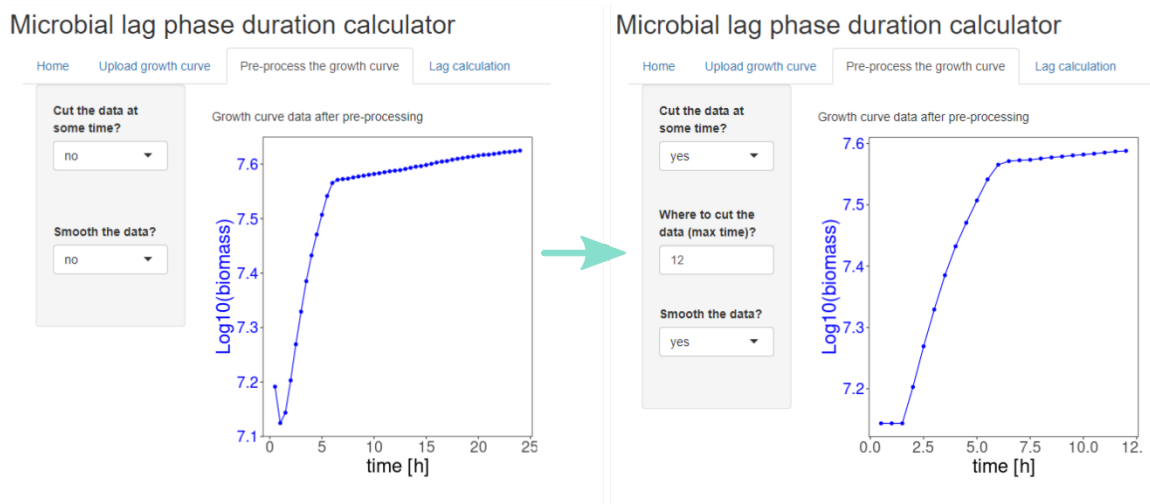 Microbial lag phase duration calculator
Home Upload growth curve Pre-process the growth curve Lag calculation
Cut the data at
some time?
no
Smooth the data?
no
Growth curve data after pre-processing
Log10(biomass)
7.6
7.5
7.4
7.3
7.2
7.1
0 5 10 15 20 25
time [h]
Microbial lag phase duration calculator
Home Upload growth curve Pre-process the growth curve Lag calculation
Cut the data at
some time?
yes
Where to cut the
data (max time)?
12
Smooth the data?
yes
Growth curve data after pre-processing
Log10(biomass)
7.6
7.5
7.4
7.3
7.2
0.0 2.5 5.0 7.5 10.0 12.
time [h]